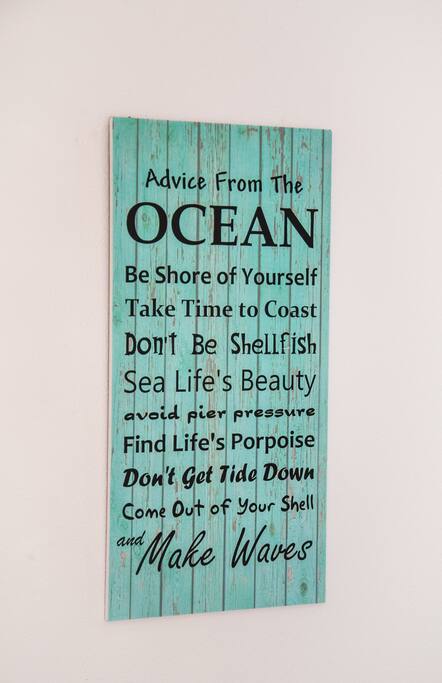 Advice From The
OCEAN
Be Shore of Yourself
Take Time to Coast
Don't Be Shellfish
Sea Life's Beauty
avoid pier pressure
Find Life's Porpoise
Don't Get Tide Down
Come Out of Your Shell
and Make Waves